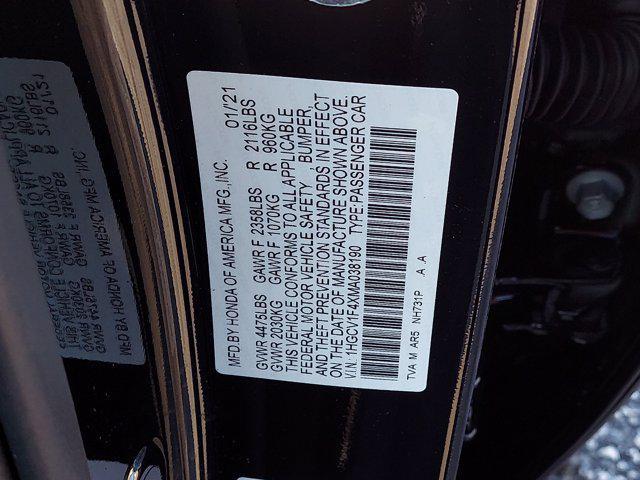 MFD BY HONDA OF AMERICA MFG.,INC. 01/21
GVWR 4475LBS GAWR F 2358LBS R 2116LBS
GVWR 2030KG GAWR F 1070KG R 960KG
THIS VEHICLE CONFORMS TO ALL APPLICABLE
FEDERAL MOTOR VEHICLE SAFETY BUMPER,
AND THEFT PREVENTION STANDARDS IN EFFECT
ON THE DATE OF MANUFACTURE SHOWN ABOVE.
V.I.N. 1HGCV1F4XMA038190 TYPE:PASSENGER CAR
TVA M AR5 NH731P A A